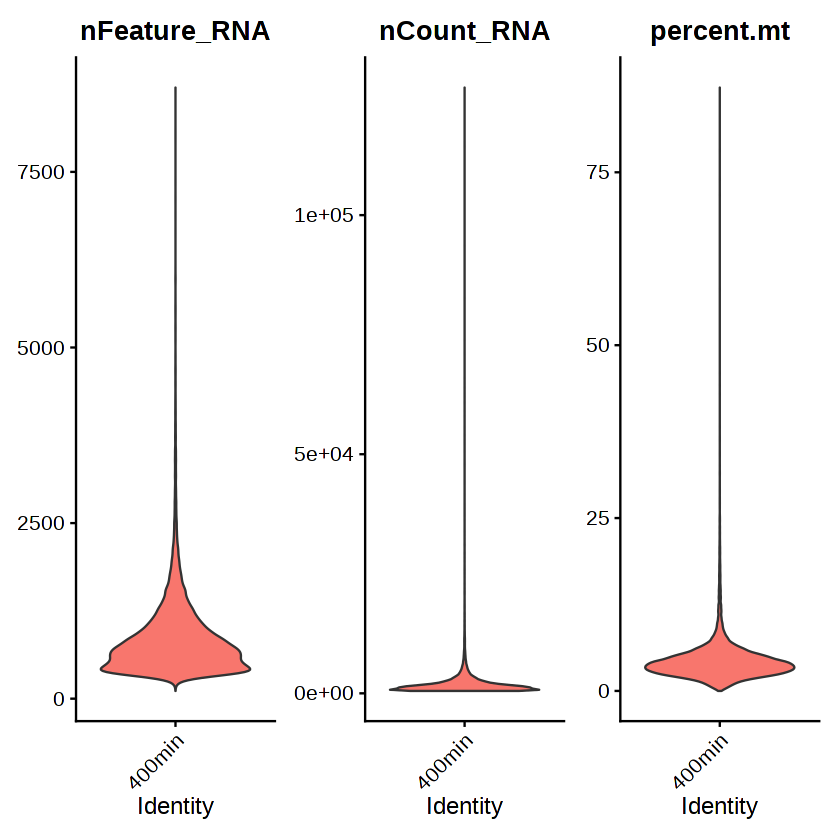 nFeature_RNA
7500
5000
2500
0
400min
Identity
nCount_RNA
1e+05
5e+04
0e+00
400min
Identity
percent.mt
75
50
25
0
400min
Identity